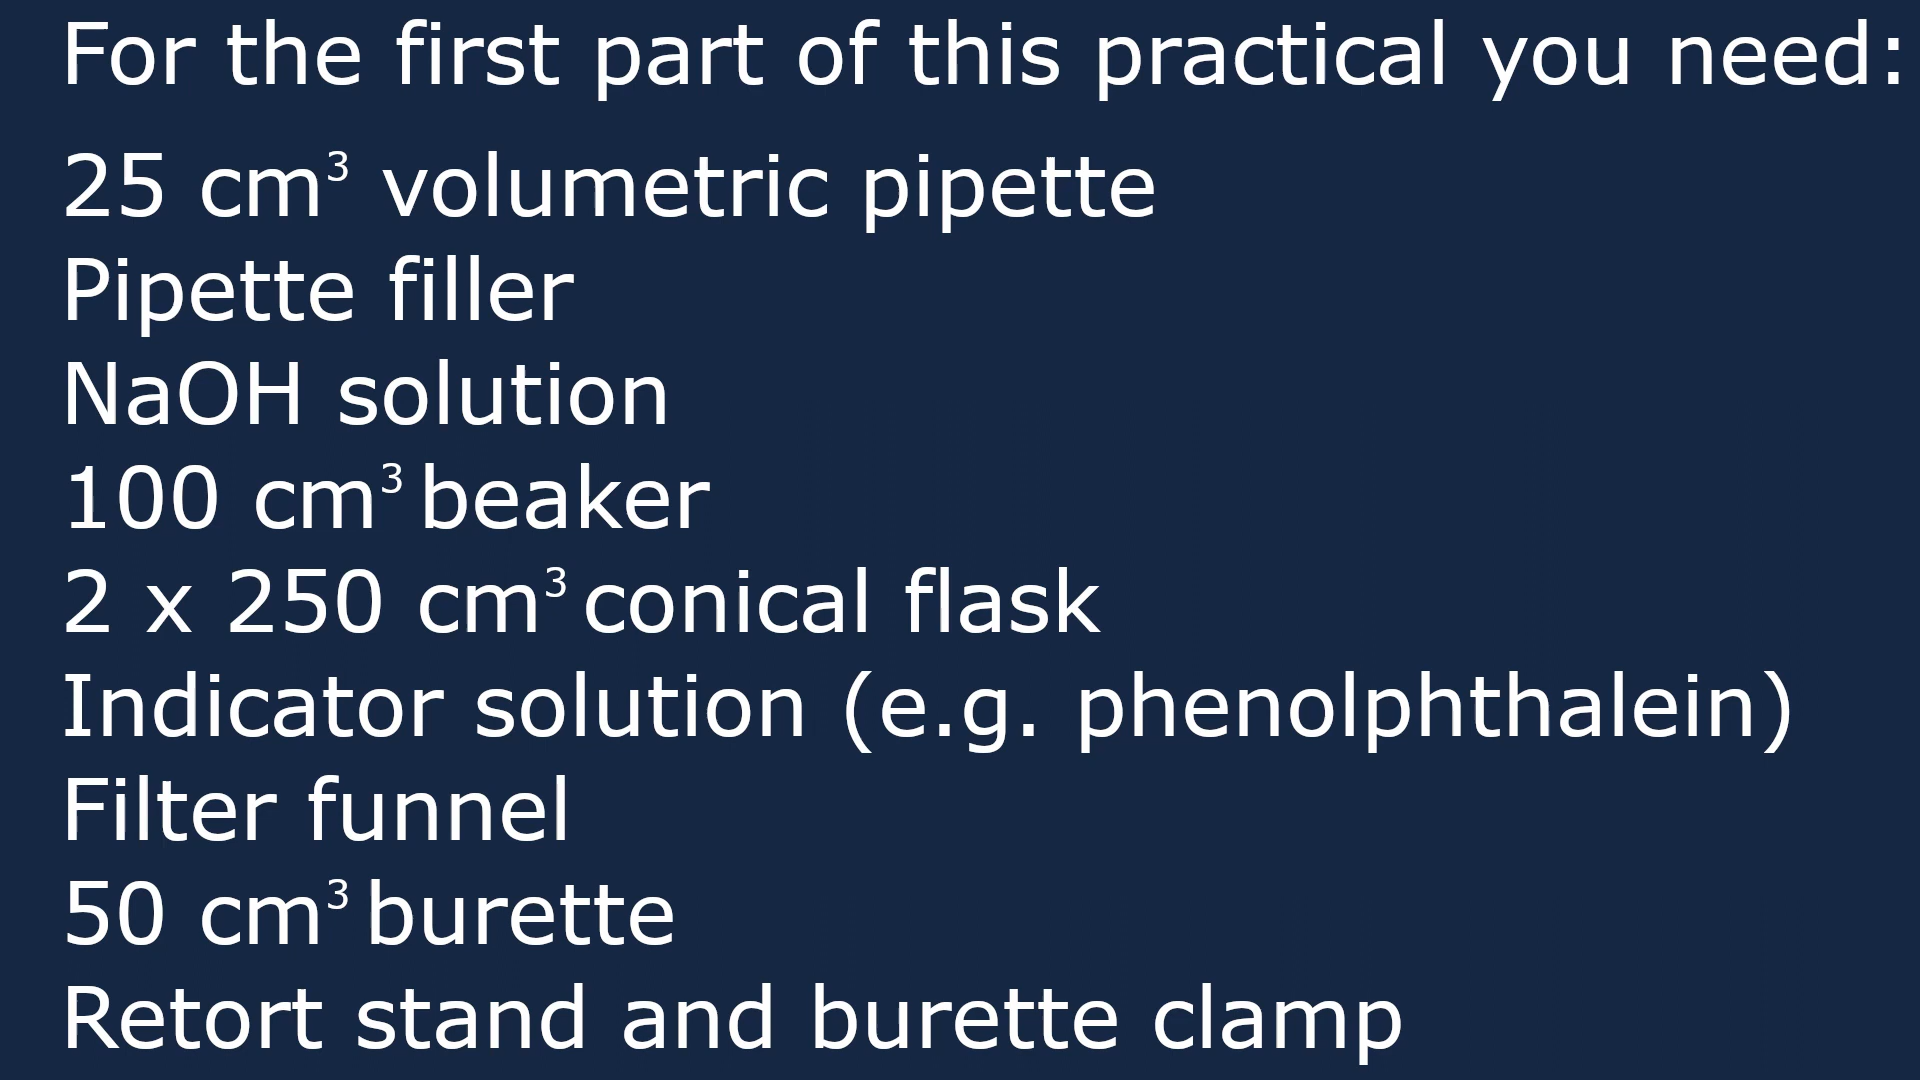 For the first part of this practical you need:
25 cm³ volumetric pipette
Pipette filler
NaOH solution
100 cm³ beaker
2 x 250 cm³ conical flask
Indicator solution (e.g. phenolphthalein)
Filter funnel
50 cm³ burette
Retort stand and burette clamp